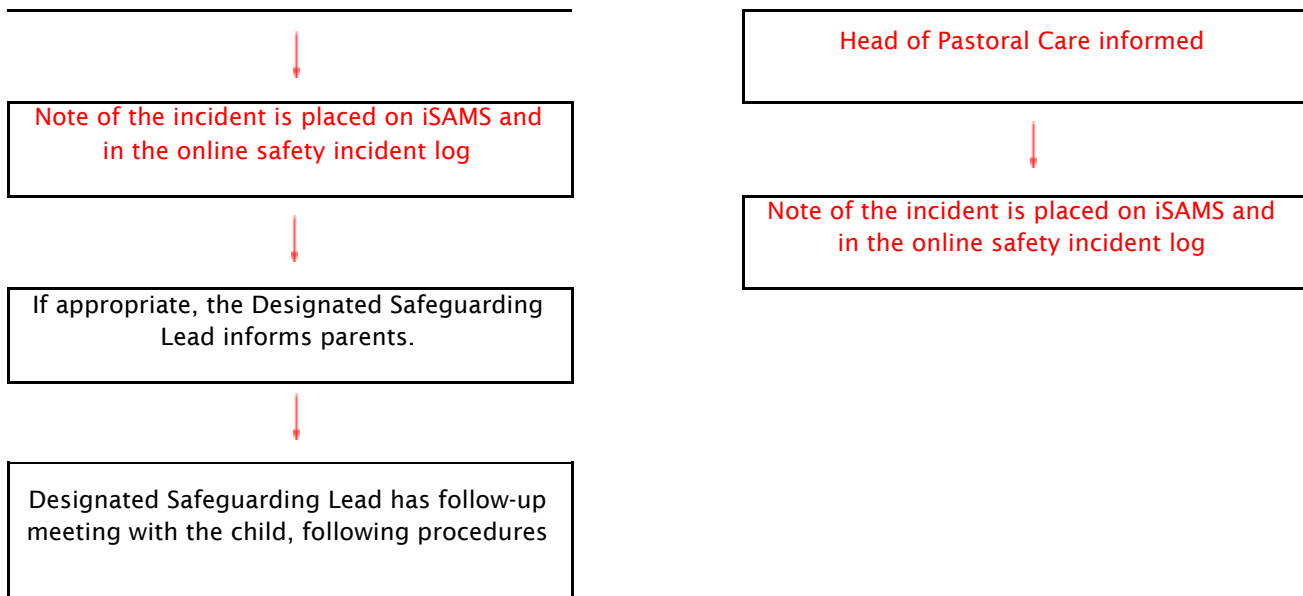 Note of the incident is placed on iSAMS and
in the online safety incident log
If appropriate, the Designated Safeguarding
Lead informs parents.
Designated Safeguarding Lead has follow-up
meeting with the child, following procedures
Head of Pastoral Care informed
Note of the incident is placed on iSAMS and
in the online safety incident log